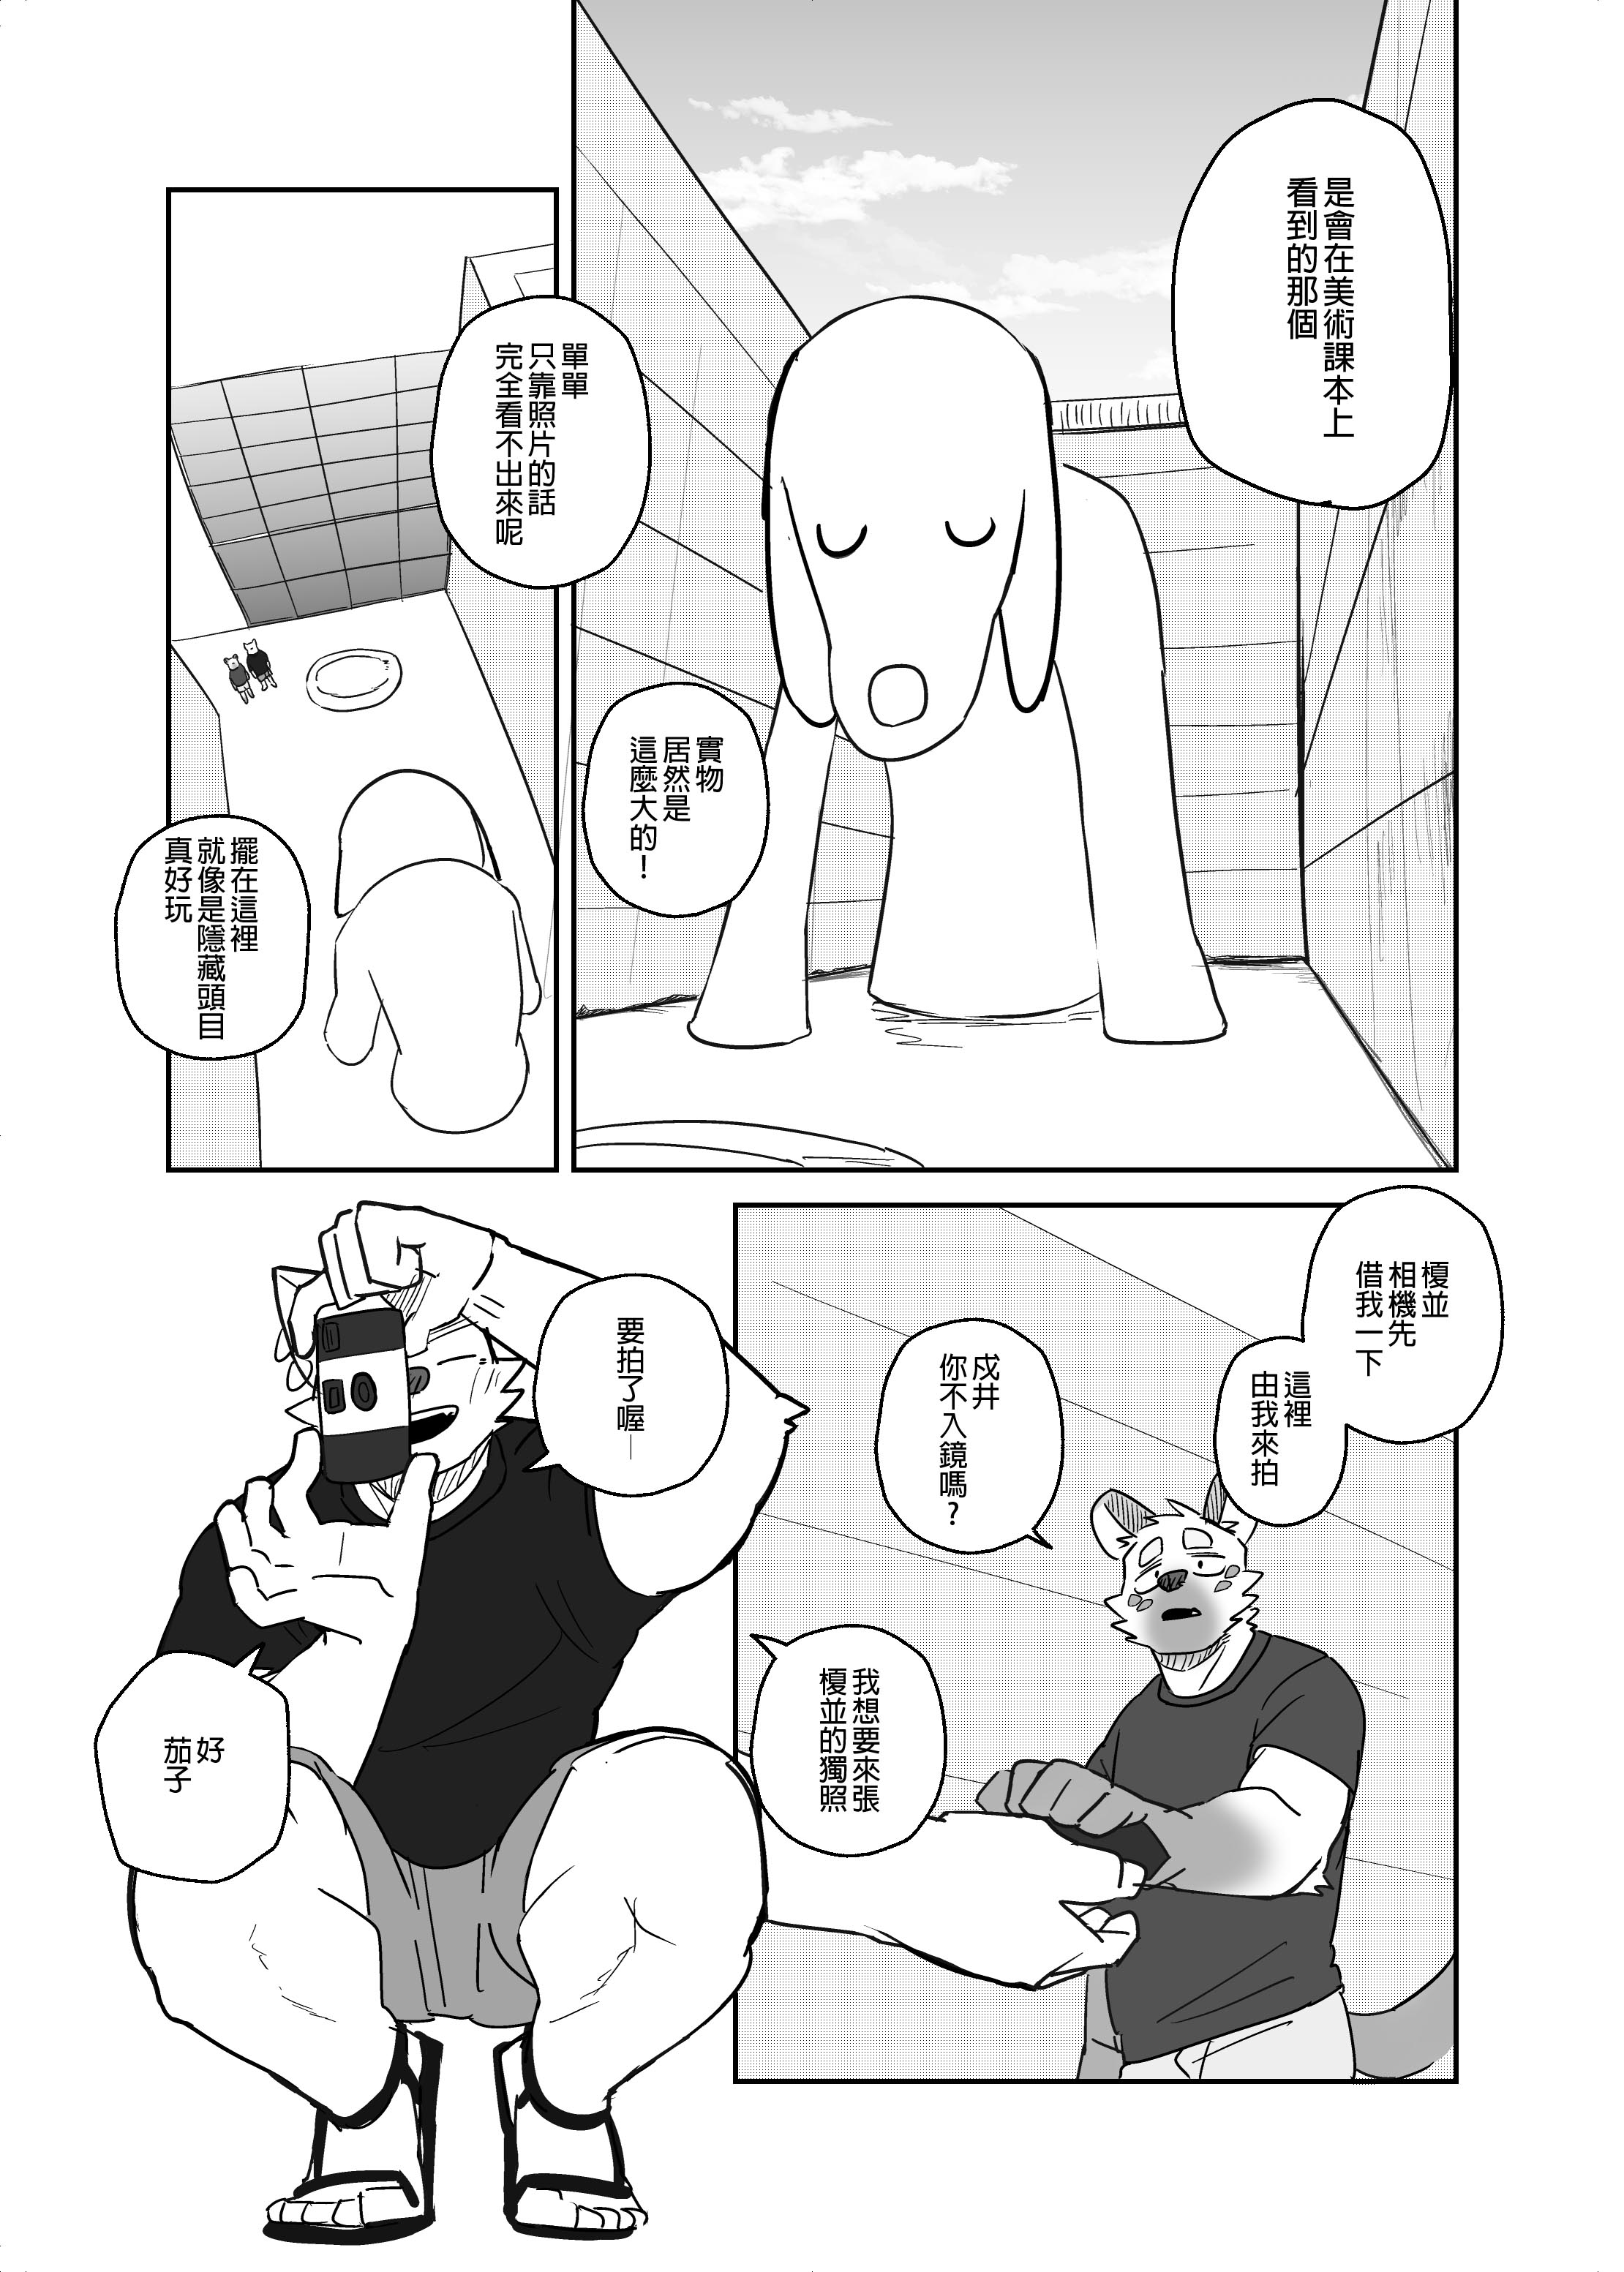 是會在美術課本上
看到的那個
實物
居然是
這麼大的！
單單
只靠照片的話
完全看不出來呢
擺在這裡
就像是隱藏頭目
真好玩
榎並
相機先
借我一下
這裡
由我來拍
戍井
你不入鏡嗎？
我想要來張
榎並的獨照
要拍了喔—
好
茄子